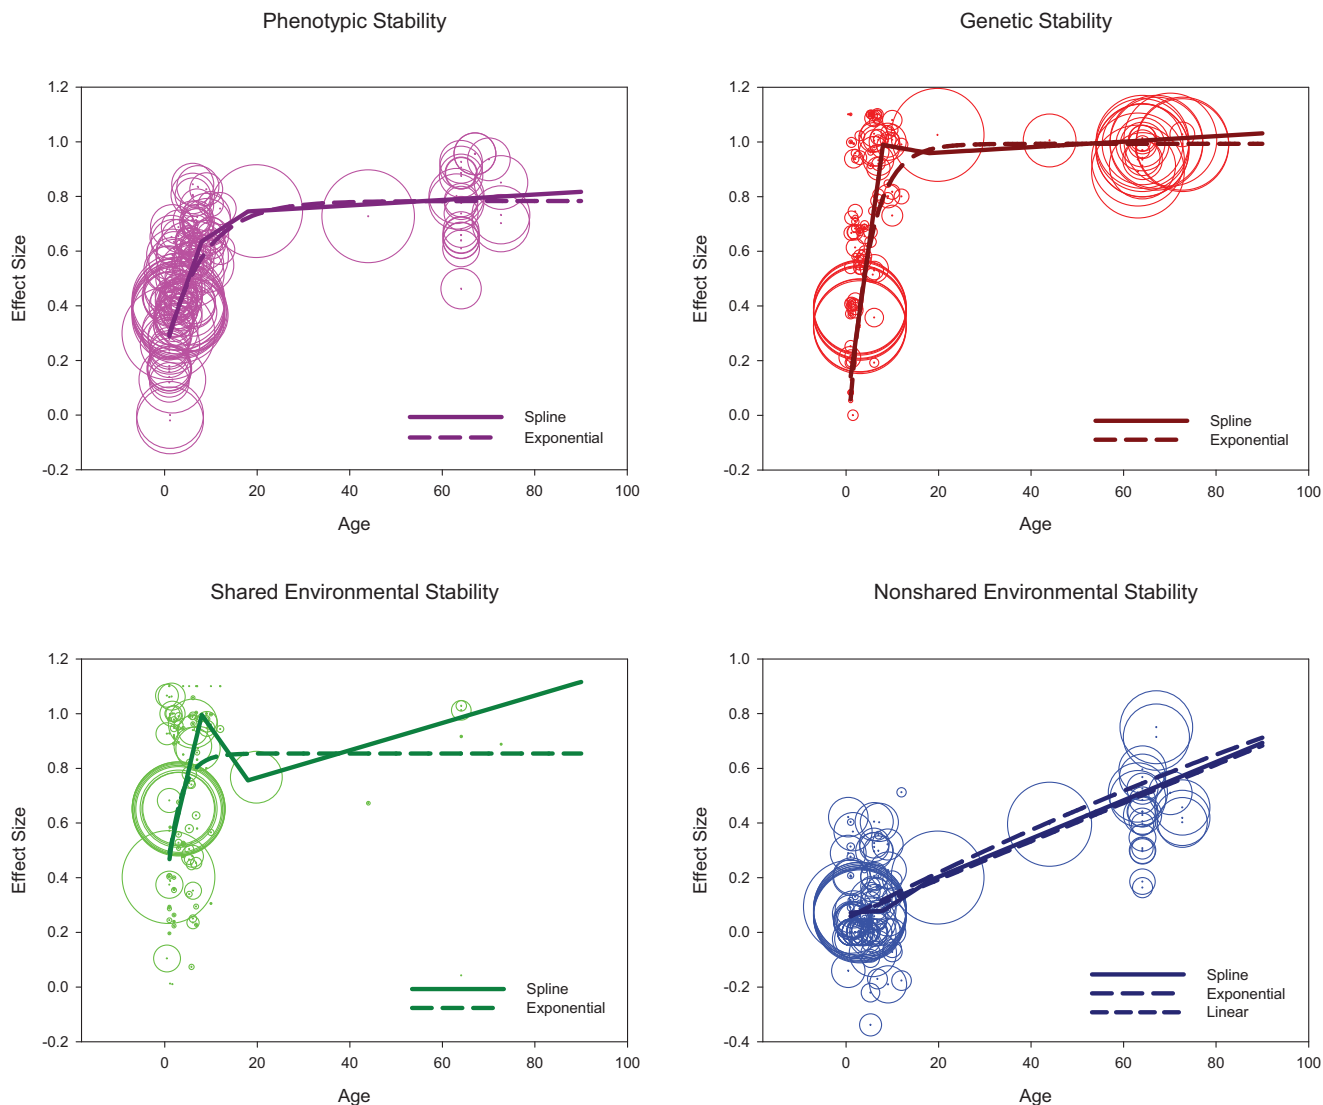 Phenotypic Stability
1.2
1.0
0.8
0.6
0.4
0.2
0.0
-0.2
Effect Size
0
20
40
60
80
100
Age
Spline
Exponential
Genetic Stability
1.2
1.0
0.8
0.6
0.4
0.2
0.0
-0.2
Effect Size
0
20
40
60
80
100
Age
Spline
Exponential
Shared Environmental Stability
1.2
1.0
0.8
0.6
0.4
0.2
0.0
-0.2
Effect Size
0
20
40
60
80
100
Age
Spline
Exponential
Nonshared Environmental Stability
1.0
0.8
0.6
0.4
0.2
0.0
-0.2
-0.4
Effect Size
0
20
40
60
80
100
Age
Spline
Exponential
Linear